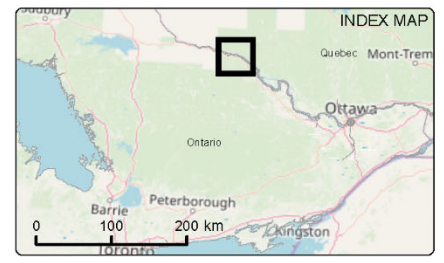 INDEX MAP
Sudbury
Quebec Mont-Trem
Ottawa
Ontario
Peterborough
Barrie
Kingston
0 100 200 km
Toronto